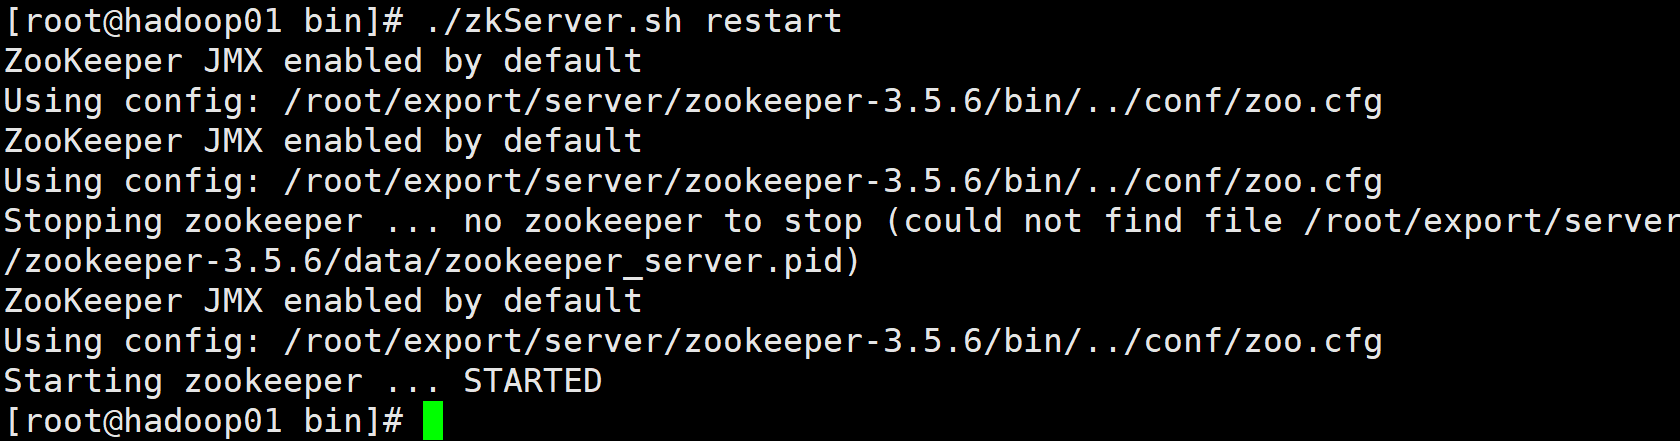 [root@hadoop01 bin]# ./zkServer.sh restart
ZooKeeper JMX enabled by default
Using config: /root/export/server/zookeeper-3.5.6/bin/../conf/zoo.cfg
ZooKeeper JMX enabled by default
Using config: /root/export/server/zookeeper-3.5.6/bin/../conf/zoo.cfg
Stopping zookeeper ... no zookeeper to stop (could not find file /root/export/server
/zookeeper-3.5.6/data/zookeeper_server.pid)
ZooKeeper JMX enabled by default
Using config: /root/export/server/zookeeper-3.5.6/bin/../conf/zoo.cfg
Starting zookeeper ... STARTED
[root@hadoop01 bin]#